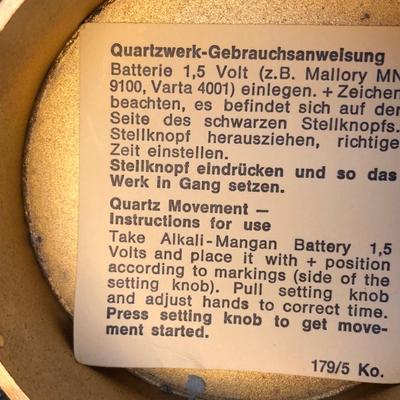 Quartzwerk-Gebrauchsanweisung
Batterie 1,5 Volt (z.B. Mallory MN
9100, Varta 4001) einlegen. + Zeichen
beachten, es befindet sich auf der
Seite des schwarzen Stellknopfs.
Stellknopf herausziehen, richtige
Zeit einstellen.
Stellknopf eindrücken und so das
Werk in Gang setzen.
Quartz Movement —
Instructions for use
Take Alkali-Mangan Battery 1,5
Volts and place it with + position
according to markings (side of the
setting knob). Pull setting knob
and adjust hands to correct time.
Press setting knob to get move-
ment started.
179/5 Ko.